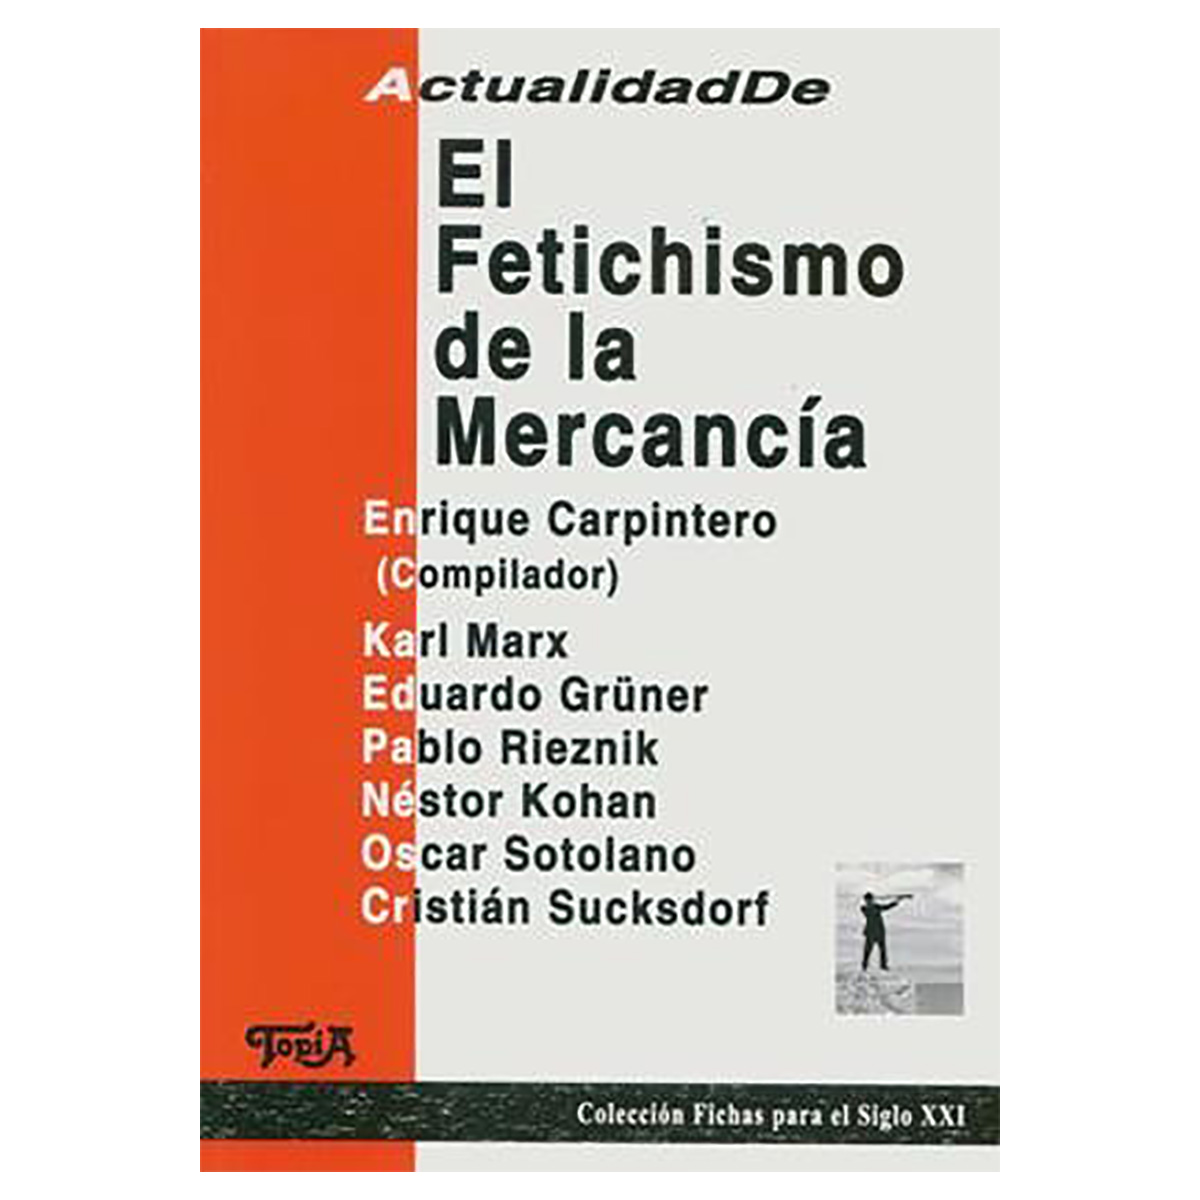 ActualidadDe
El
Fetichismo
de la
Mercancía
Enrique Carpintero
(Compilador)
Karl Marx
Eduardo Grüner
Pablo Rieznik
Néstor Kohan
Oscar Sotolano
Cristián Sucksdorf
TopiA
Colección Fichas para el Siglo XXI